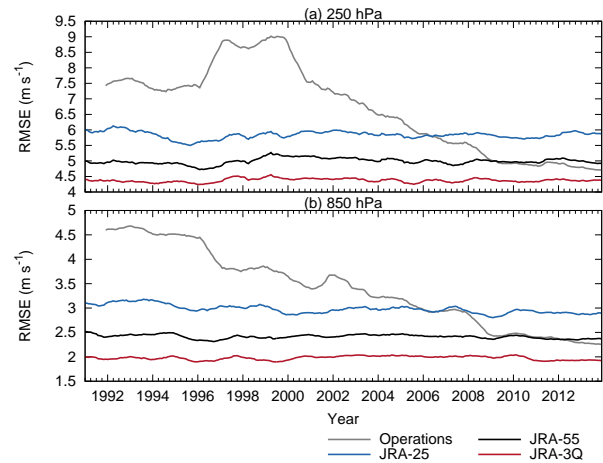 (a) 250 hPa
9.5
9
8.5
8
7.5
7
6.5
6
5.5
5
4.5
4
RMSE (m s-1)
(b) 850 hPa
5
4.5
4
3.5
3
2.5
2
1.5
RMSE (m s-1)
1992 1994 1996 1998 2000 2002 2004 2006 2008 2010 2012
Year
Operations JRA-55
JRA-25 JRA-3Q